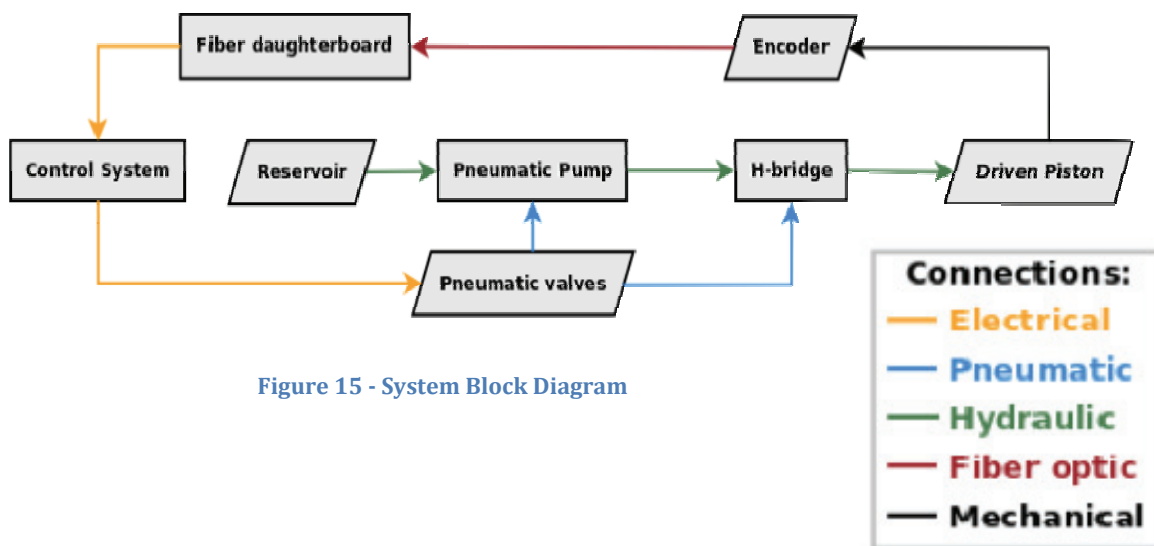 Fiber daughterboard
Encoder
Control System
Reservoir
Pneumatic Pump
H-bridge
Driven Piston
Pneumatic valves
Connections:
Electrical
Pneumatic
Hydraulic
Fiber optic
Mechanical
Figure 15 - System Block Diagram